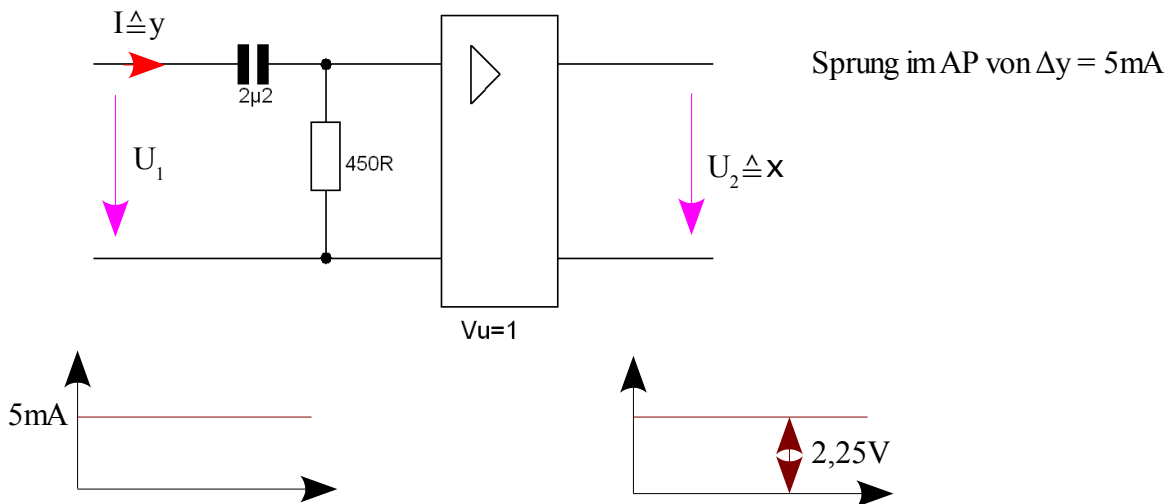 I≙y
Sprung im AP von Δy = 5mA
2µ2
U₁
450R
U₂≙x
Vu=1
5mA
2,25V